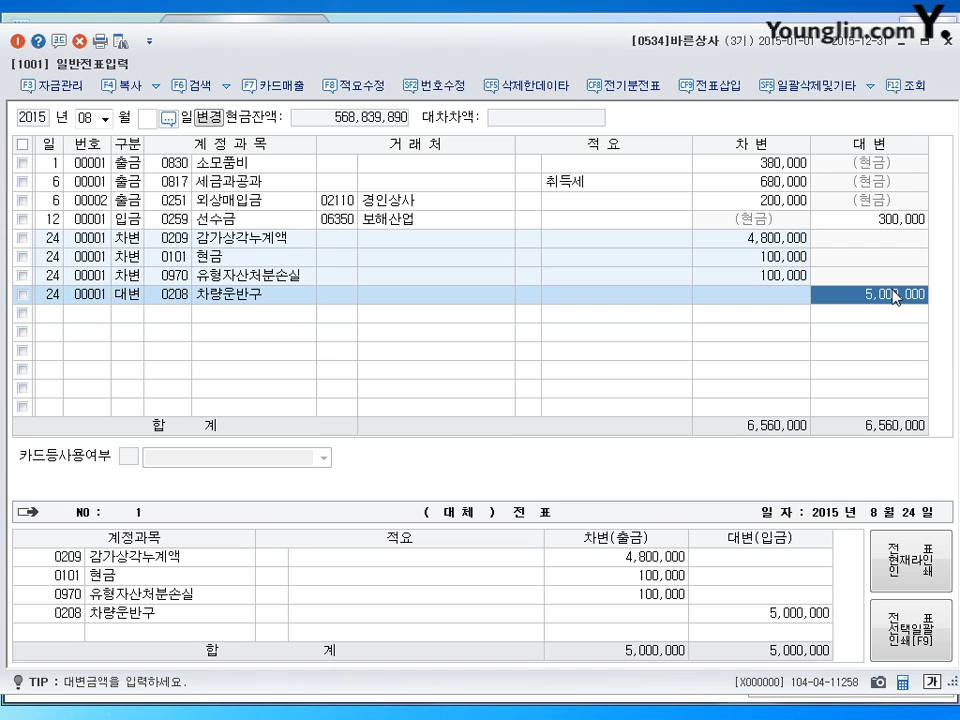 Younglin.com Y.
[0534]바른상사 (3기) 2015-01-01 ~ 2015-12-31
[1001] 일반전표입력
F3 자금관리 F4 복사 F6 검색 F7 카드매출 F8 적요수정 SF2 번호수정 CF5 삭제한데이타 CF8 전기분전표 CF9 전표삽입 SF5 일괄삭제및기타 F12 조회
2015 년 08 월 일 변경 현금잔액: 568,839,890 대차차액:
일 번호 구분 계 정 과 목 거 래 처 적 요 차 변 대 변
1 00001 출금 0830 소모품비 380,000 (현금)
6 00001 출금 0817 세금과공과 취득세 680,000 (현금)
6 00002 출금 0251 외상매입금 02110 경인상사 200,000 (현금)
12 00001 입금 0259 선수금 06350 보해산업 (현금) 300,000
24 00001 차변 0209 감가상각누계액 4,800,000
24 00001 차변 0101 현금 100,000
24 00001 차변 0970 유형자산처분손실 100,000
24 00001 대변 0208 차량운반구 5,000,000
합 계 6,560,000 6,560,000
카드등사용여부
NO : 1 ( 대 체 ) 전 표 일 자 : 2015 년 8 월 24 일
계정과목 적요 차변(출금) 대변(입금)
0209 감가상각누계액 4,800,000
0101 현금 100,000
0970 유형자산처분손실 100,000
0208 차량운반구 5,000,000
합 계 5,000,000 5,000,000
전 표
현재라인
인 쇄
전 표
선택일괄
인쇄[F9]
TIP : 대변금액을 입력하세요. [X000000] 104-04-11258 가